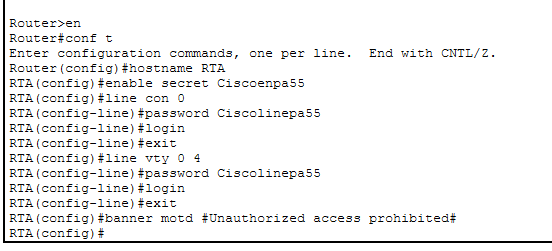 Router>en
Router#conf t
Enter configuration commands, one per line.  End with CNTL/Z.
Router(config)#hostname RTA
RTA(config)#enable secret Ciscoenpa55
RTA(config)#line con 0
RTA(config-line)#password Ciscolinepa55
RTA(config-line)#login
RTA(config-line)#exit
RTA(config)#line vty 0 4
RTA(config-line)#password Ciscolinepa55
RTA(config-line)#login
RTA(config-line)#exit
RTA(config)#banner motd #Unauthorized access prohibited#
RTA(config)#